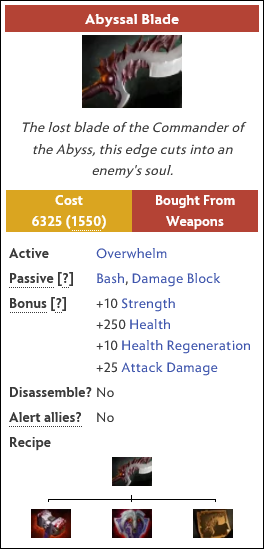 Abyssal Blade
The lost blade of the Commander of
the Abyss, this edge cuts into an
enemy's soul.
Cost
6325 (1550)
Bought From
Weapons
Active Overwhelm
Passive [?] Bash, Damage Block
Bonus [?] +10 Strength
+250 Health
+10 Health Regeneration
+25 Attack Damage
Disassemble? No
Alert allies? No
Recipe